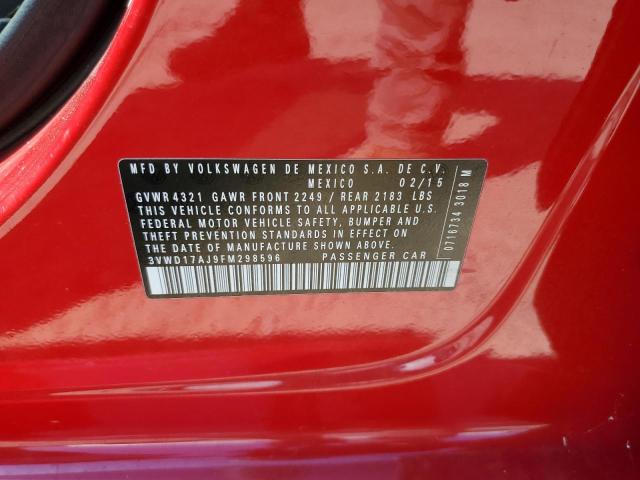 MFD BY VOLKSWAGEN DE MEXICO S.A. DE C.V.
MEXICO 02/15
GVWR 4321 GAWR FRONT 2249 / REAR 2183 LBS
THIS VEHICLE CONFORMS TO ALL APPLICABLE U.S.
FEDERAL MOTOR VEHICLE SAFETY, BUMPER AND
THEFT PREVENTION STANDARDS IN EFFECT ON
THE DATE OF MANUFACTURE SHOWN ABOVE.
3VWD17AJ9FM298596 PASSENGER CAR
0716734 3018 M